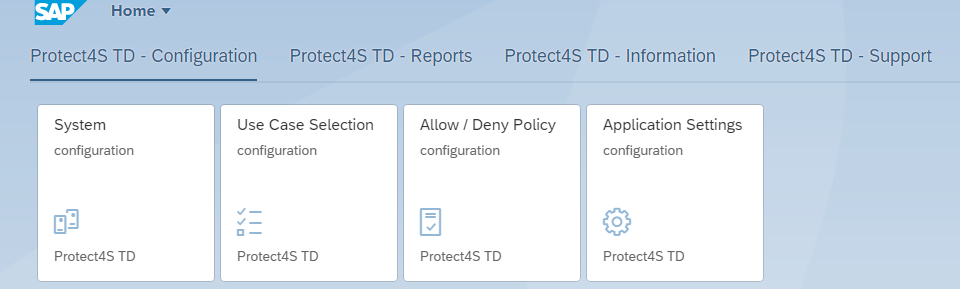 SAP Home
Protect4S TD - Configuration Protect4S TD - Reports Protect4S TD - Information Protect4S TD - Support
System
configuration
Protect4S TD
Use Case Selection
configuration
Protect4S TD
Allow / Deny Policy
configuration
Protect4S TD
Application Settings
configuration
Protect4S TD